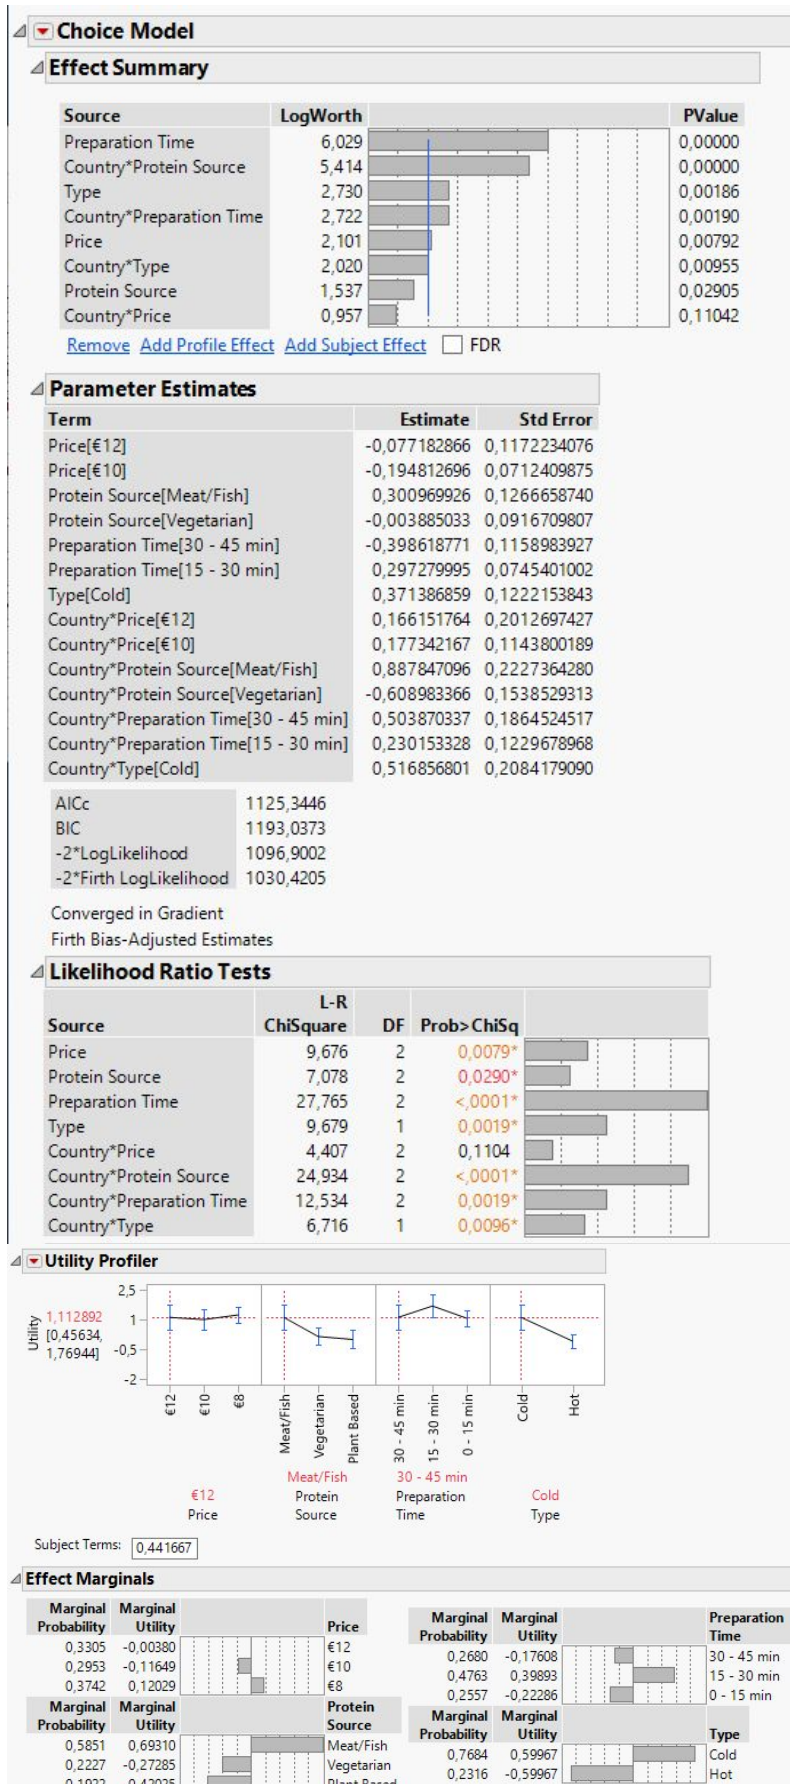 Choice Model
Effect Summary
Source LogWorth PValue
Preparation Time 6,029 0,00000
Country*Protein Source 5,414 0,00000
Type 2,730 0,00186
Country*Preparation Time 2,722 0,00190
Price 2,101 0,00792
Country*Type 2,020 0,00955
Protein Source 1,537 0,02905
Country*Price 0,957 0,11042
Remove Add Profile Effect Add Subject Effect FDR
Parameter Estimates
Term Estimate Std Error
Price[€12] -0,077182866 0,1172234076
Price[€10] -0,194812696 0,0712409875
Protein Source[Meat/Fish] 0,300969926 0,1266658740
Protein Source[Vegetarian] -0,003885033 0,0916709807
Preparation Time[30 - 45 min] -0,398618771 0,1158983927
Preparation Time[15 - 30 min] 0,297279995 0,0745401002
Type[Cold] 0,371386859 0,1222153843
Country*Price[€12] 0,166151764 0,2012697427
Country*Price[€10] 0,177342167 0,1143800189
Country*Protein Source[Meat/Fish] 0,887847096 0,2227364280
Country*Protein Source[Vegetarian] -0,608983366 0,1538529313
Country*Preparation Time[30 - 45 min] 0,503870337 0,1864524517
Country*Preparation Time[15 - 30 min] 0,230153328 0,1229678968
Country*Type[Cold] 0,516856801 0,2084179090
AICc 1125,3446
BIC 1193,0373
-2*LogLikelihood 1096,9002
-2*Firth LogLikelihood 1030,4205
Converged in Gradient
Firth Bias-Adjusted Estimates
Likelihood Ratio Tests
L-R
Source ChiSquare DF Prob>ChiSq
Price 9,676 2 0,0079*
Protein Source 7,078 2 0,0290*
Preparation Time 27,765 2 <,0001*
Type 9,679 1 0,0019*
Country*Price 4,407 2 0,1104
Country*Protein Source 24,934 2 <,0001*
Country*Preparation Time 12,534 2 0,0019*
Country*Type 6,716 1 0,0096*
Utility Profiler
Utility
1,112892
[0,45634,
1,76944]
2,5
1
-0,5
-2
€12 €10 €8 Meat/Fish Vegetarian Plant Based 30 - 45 min 15 - 30 min 0 - 15 min Cold Hot
Meat/Fish 30 - 45 min
€12 Protein Preparation Cold
Price Source Time Type
Subject Terms: 0,441667
Effect Marginals
Marginal Marginal
Probability Utility Price
0,3305 -0,00380 €12
0,2953 -0,11649 €10
0,3742 0,12029 €8
Marginal Marginal Protein
Probability Utility Source
0,5851 0,69310 Meat/Fish
0,2227 -0,27285 Vegetarian
0,1922 -0,42025 Plant Based
Marginal Marginal Preparation
Probability Utility Time
0,2680 -0,17608 30 - 45 min
0,4763 0,39893 15 - 30 min
0,2557 -0,22286 0 - 15 min
Marginal Marginal
Probability Utility Type
0,7684 0,59967 Cold
0,2316 -0,59967 Hot